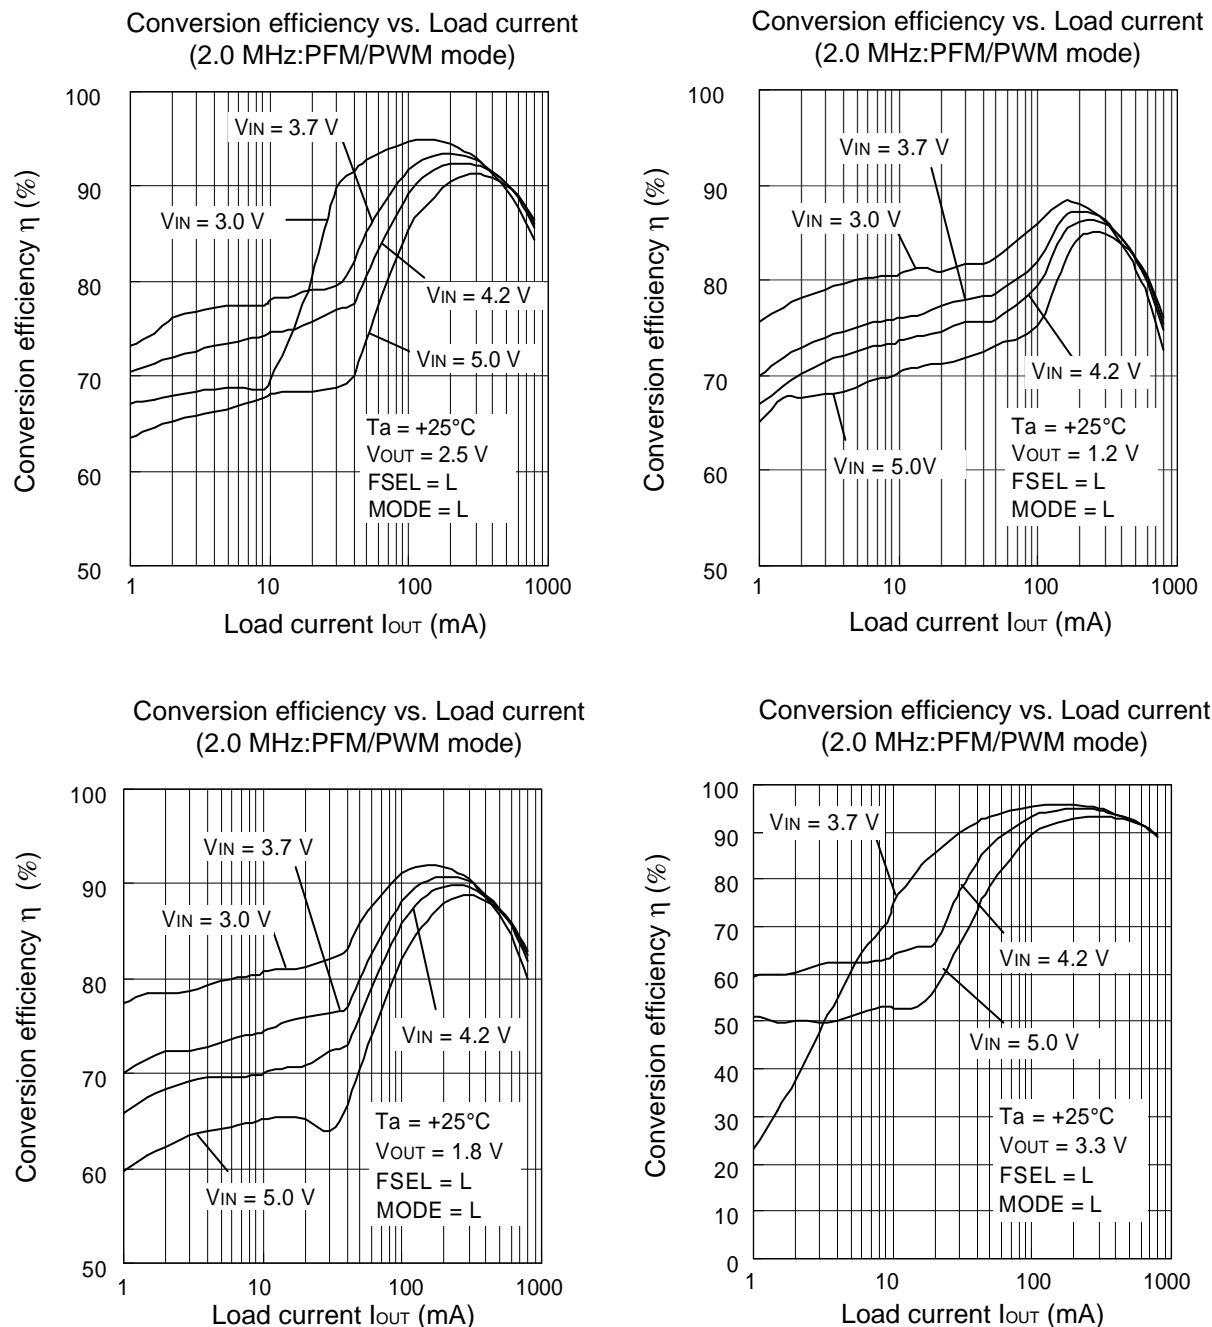 Conversion efficiency vs. Load current
(2.0 MHz:PFM/PWM mode)
Conversion efficiency η (%)
100
90
80
70
60
50
VIN = 3.7 V
VIN = 3.0 V
VIN = 4.2 V
VIN = 5.0 V
Ta = +25°C
VOUT = 2.5 V
FSEL = L
MODE = L
1 10 100 1000
Load current IOUT (mA)
Conversion efficiency vs. Load current
(2.0 MHz:PFM/PWM mode)
Conversion efficiency η (%)
100
90
80
70
60
50
VIN = 3.7 V
VIN = 3.0 V
VIN = 4.2 V
VIN = 5.0V
Ta = +25°C
VOUT = 1.2 V
FSEL = L
MODE = L
1 10 100 1000
Load current IOUT (mA)
Conversion efficiency vs. Load current
(2.0 MHz:PFM/PWM mode)
Conversion efficiency η (%)
100
90
80
70
60
50
VIN = 3.7 V
VIN = 3.0 V
VIN = 4.2 V
VIN = 5.0 V
Ta = +25°C
VOUT = 1.8 V
FSEL = L
MODE = L
1 10 100 1000
Load current IOUT (mA)
Conversion efficiency vs. Load current
(2.0 MHz:PFM/PWM mode)
Conversion efficiency η (%)
100
90
80
70
60
50
40
30
20
10
0
VIN = 3.7 V
VIN = 4.2 V
VIN = 5.0 V
Ta = +25°C
VOUT = 3.3 V
FSEL = L
MODE = L
1 10 100 1000
Load current IOUT (mA)